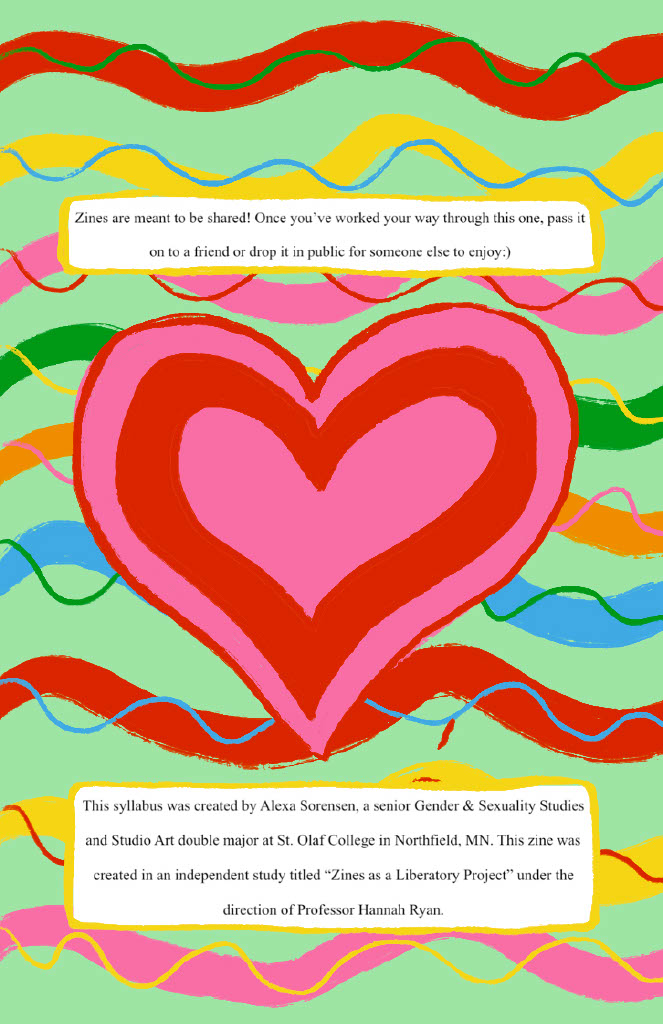 Zines are meant to be shared! Once you've worked your way through this one, pass it
on to a friend or drop it in public for someone else to enjoy:)
This syllabus was created by Alexa Sorensen, a senior Gender & Sexuality Studies
and Studio Art double major at St. Olaf College in Northfield, MN. This zine was
created in an independent study titled “Zines as a Liberatory Project” under the
direction of Professor Hannah Ryan.